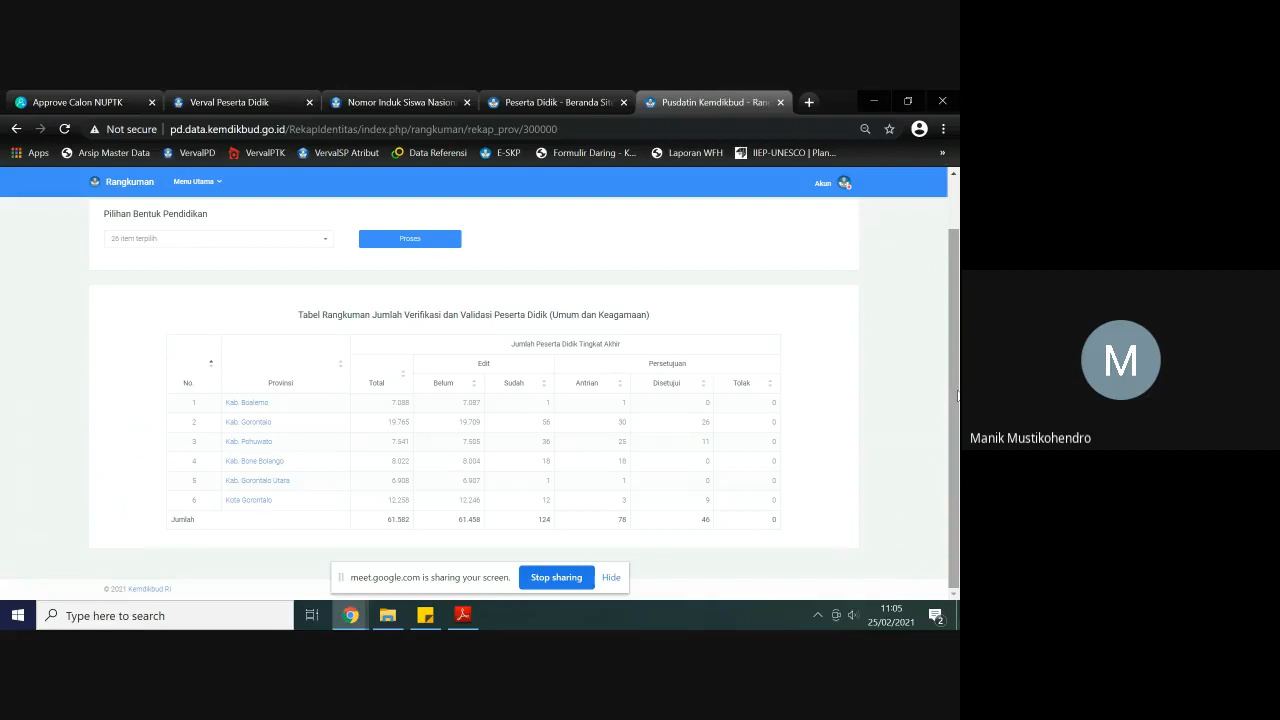 Approve Calon NUPTK
Verval Peserta Didik
Nomor Induk Siswa Nasion
Peserta Didik - Beranda Sit
Pusdatin Kemdikbud - Ran
Not secure
pd.data.kemdikbud.go.id/RekapIdentitas/index.php/rangkuman/rekap_prov/300000
Apps
Arsip Master Data
VervalPD
VervalPTK
VervalSP Atribut
Data Referensi
E-SKP
Formulir Daring - K...
Laporan WFH
IIEP-UNESCO | Plan...
»
Rangkuman
Menu Utama
Akun
Pilihan Bentuk Pendidikan
26 item terpilih
Proses
Tabel Rangkuman Jumlah Verifikasi dan Validasi Peserta Didik (Umum dan Keagamaan)
Jumlah Peserta Didik Tingkat Akhir
Edit Persetujuan
No. Provinsi Total Belum Sudah Antrian Disetujui Tolak
1 Kab. Boalemo 7.088 7.087 1 1 0 0
2 Kab. Gorontalo 19.765 19.709 56 30 26 0
3 Kab. Pohuwato 7.541 7.505 36 25 11 0
4 Kab. Bone Bolango 8.022 8.004 18 18 0 0
5 Kab. Gorontalo Utara 6.908 6.907 1 1 0 0
6 Kota Gorontalo 12.258 12.246 12 3 9 0
Jumlah 61.582 61.458 124 78 46 0
meet.google.com is sharing your screen.
Stop sharing
Hide
© 2021 Kemdikbud RI
Type here to search
11:05
25/02/2021
2
M
Manik Mustikohendro